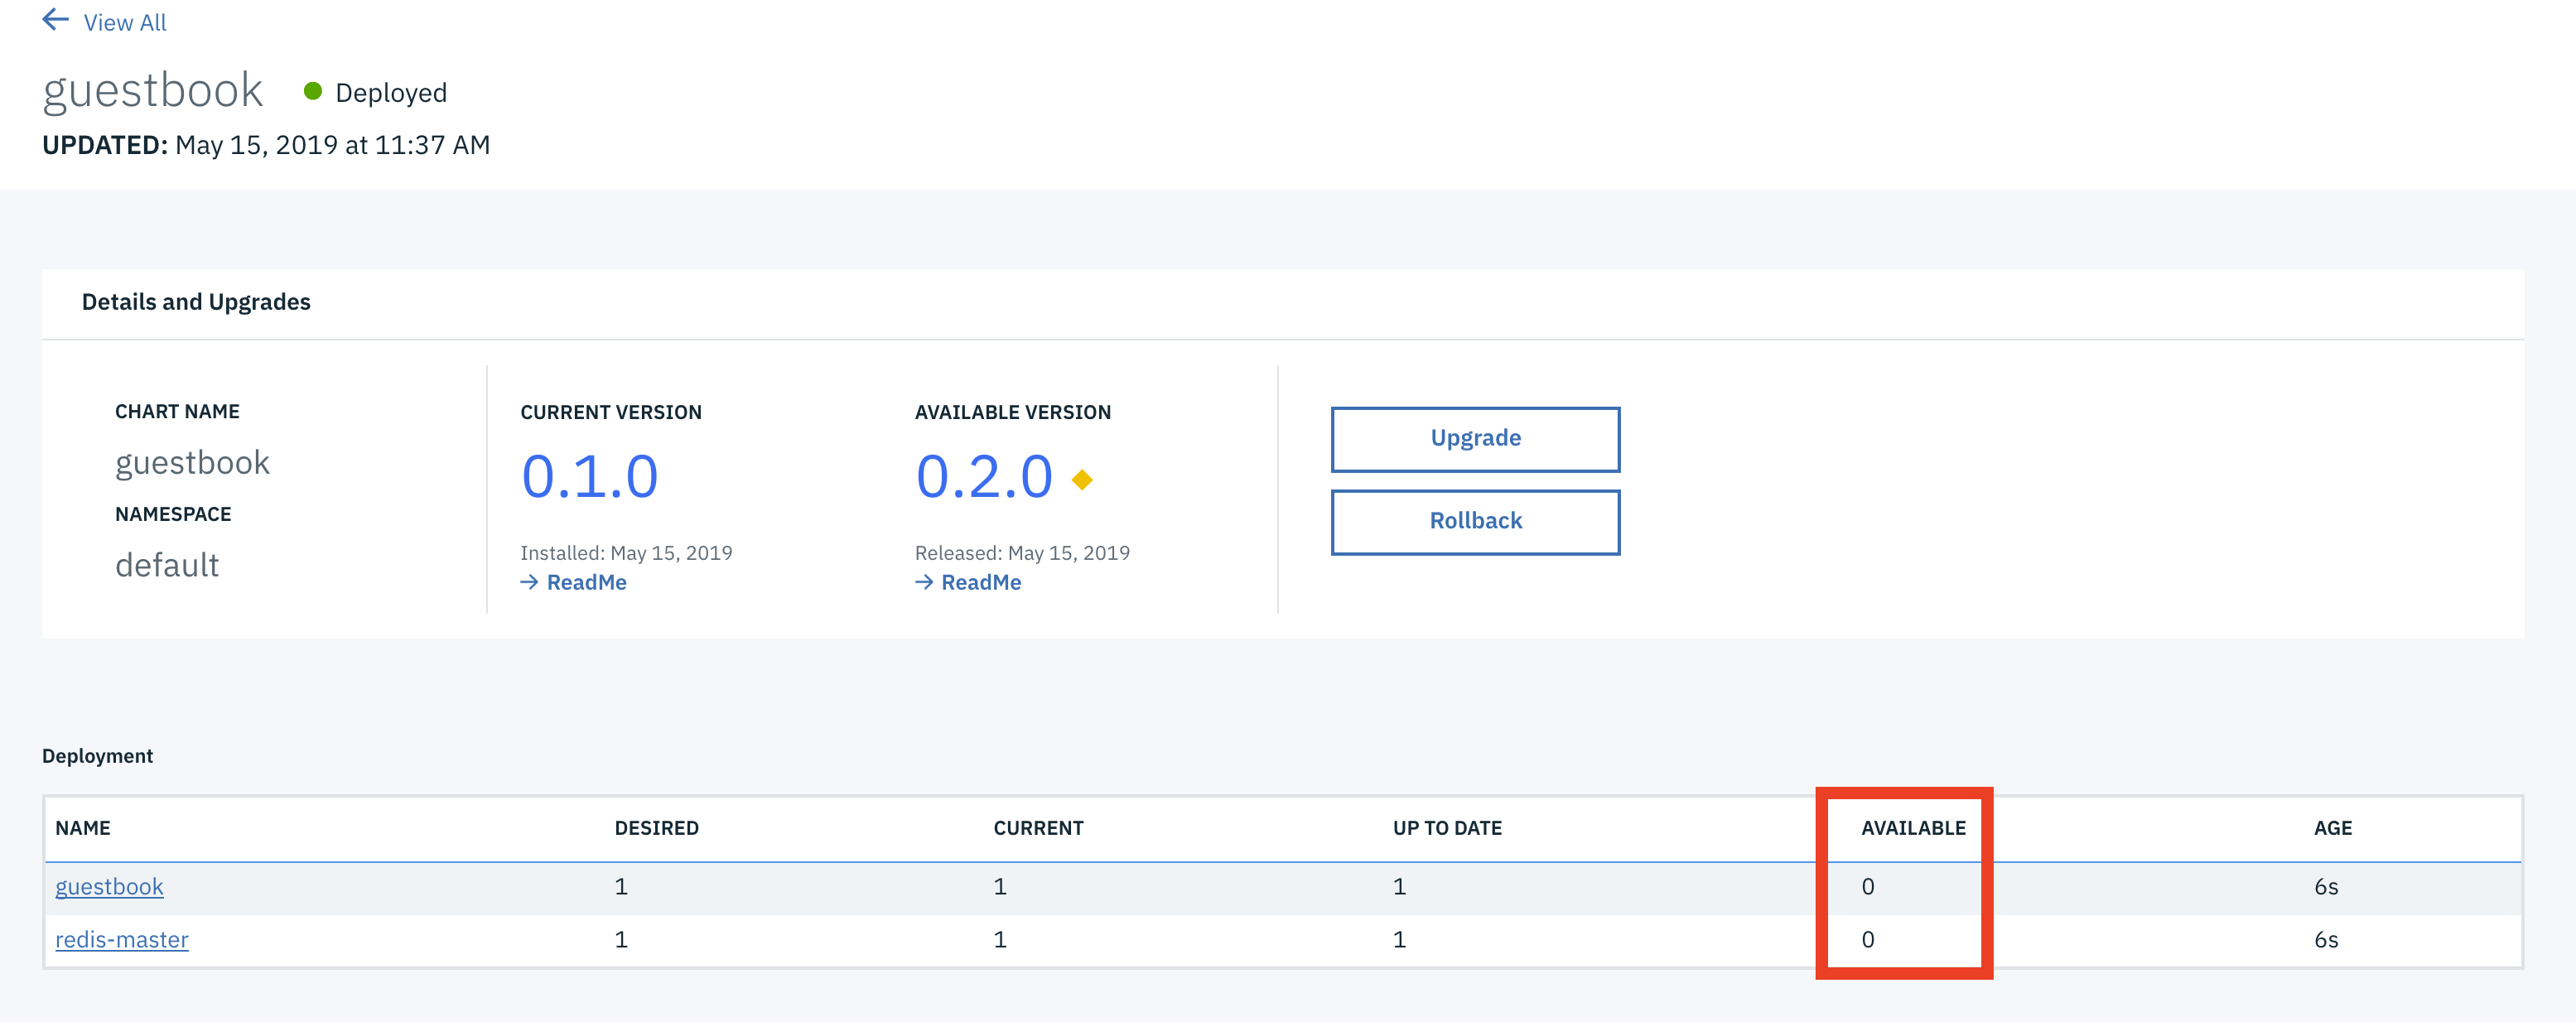 View All
guestbook Deployed
UPDATED: May 15, 2019 at 11:37 AM
Details and Upgrades
CHART NAME
guestbook
NAMESPACE
default
CURRENT VERSION
0.1.0
Installed: May 15, 2019
ReadMe
AVAILABLE VERSION
0.2.0
Released: May 15, 2019
ReadMe
Upgrade
Rollback
Deployment
NAME DESIRED CURRENT UP TO DATE AVAILABLE AGE
guestbook 1 1 1 0 6s
redis-master 1 1 1 0 6s